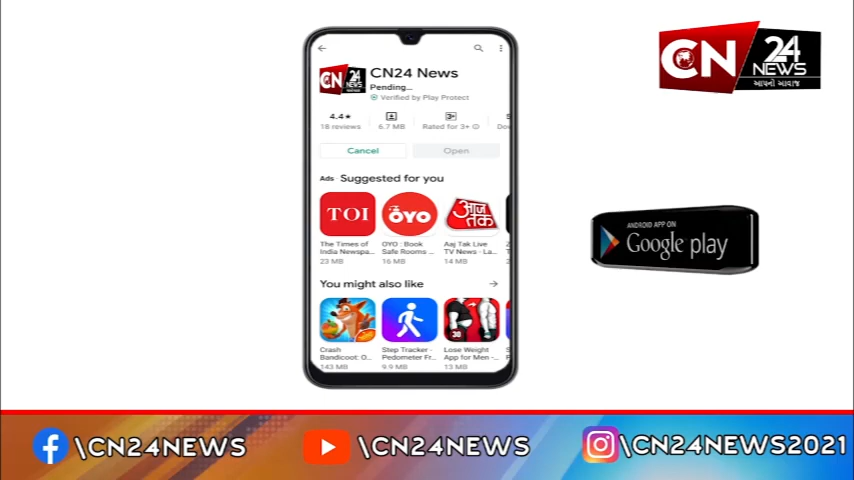 CN 24 NEWS
આપનો અવાજ
CN24 News
Pending...
Verified by Play Protect
4.4★
18 reviews
6.7 MB
3+
Rated for 3+
Cancel
Open
Ads Suggested for you
TOI
OYO
आज तक
The Times of India Newspa...
23 MB
OYO : Book Safe Rooms ...
16 MB
Aaj Tak Live TV News - La...
14 MB
You might also like
30
Crash Bandicoot: O...
143 MB
Step Tracker - Pedometer Fr...
9.9 MB
Lose Weight App for Men -...
13 MB
ANDROID APP ON
Google play
\CN24NEWS
\CN24NEWS
\CN24NEWS2021